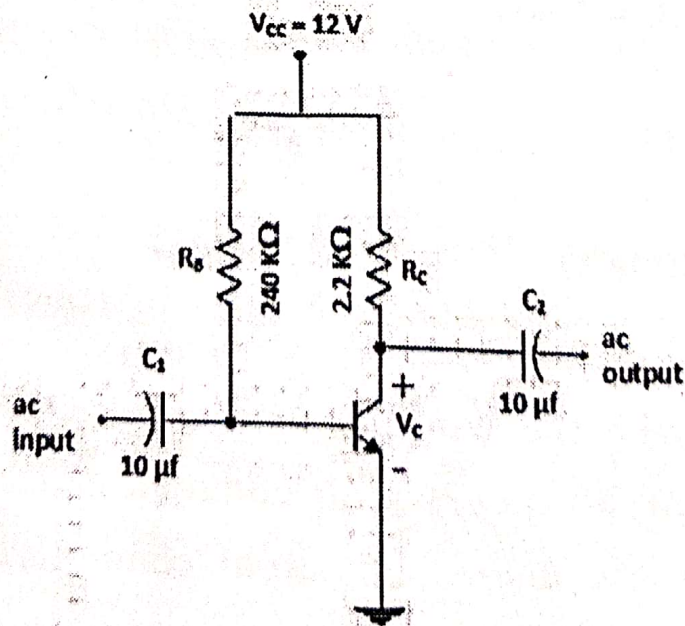 Vcc = 12 V
RB
240 KΩ
2.2 KΩ
RC
C2
ac
output
10 μf
C1
ac
Input
10 μf
+
VC
-